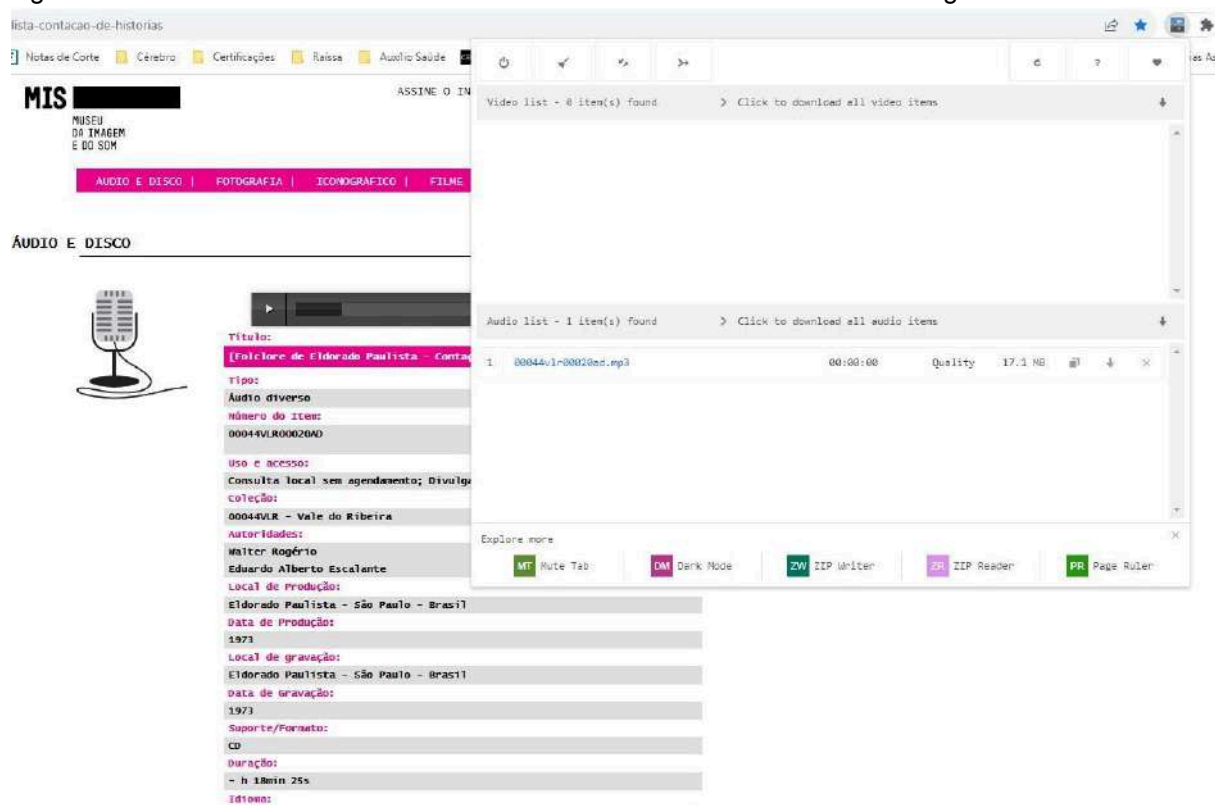 lista-contacao-de-historias
Notas de Corte Cérebro Certificações Raissa Auxílio Saúde
MIS
MUSEU
DA IMAGEM
E DO SOM
ASSINE O IN
ÁUDIO E DISCO | FOTOGRAFIA | ICONOGRÁFICO | FILME
ÁUDIO E DISCO
Título:
[Folclore de Eldorado Paulista - Contaç
Tipo:
Áudio diverso
Número do Item:
00044VLR00020AD
Uso e acesso:
Consulta local sem agendamento; Divulga
Coleção:
00044VLR - Vale do Ribeira
Autoridades:
Walter Rogério
Eduardo Alberto Escalante
Local de Produção:
Eldorado Paulista - São Paulo - Brasil
Data de Produção:
1973
Local de gravação:
Eldorado Paulista - São Paulo - Brasil
Data de Gravação:
1973
Suporte/Formato:
CD
Duração:
- h 18min 25s
Idioma:
Video list - 0 item(s) found > Click to download all video items
Audio list - 1 item(s) found > Click to download all audio items
1 00044vlr00020ad.mp3 00:00:00 Quality 17.1 MB
Explore more
MT Mute Tab DM Dark Mode ZW ZIP Writer ZR ZIP Reader PR Page Ruler